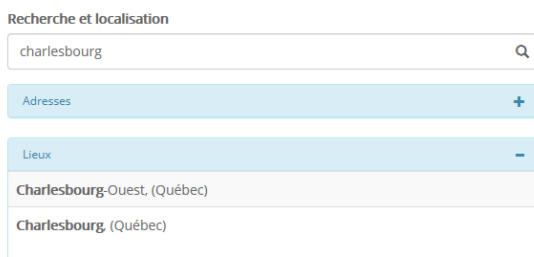 Recherche et localisation
charlesbourg
Adresses
Lieux
Charlesbourg-Ouest, (Québec)
Charlesbourg, (Québec)